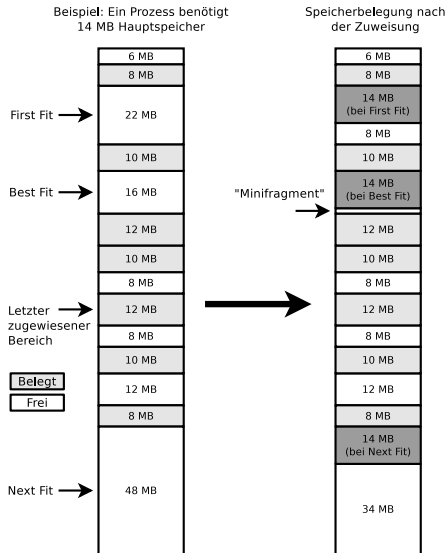 Beispiel: Ein Prozess benötigt
14 MB Hauptspeicher
6 MB
8 MB
First Fit
22 MB
10 MB
Best Fit
16 MB
12 MB
10 MB
8 MB
Letzter
zugewiesener
Bereich
12 MB
8 MB
10 MB
Belegt
Frei
12 MB
8 MB
Next Fit
48 MB
Speicherbelegung nach
der Zuweisung
6 MB
8 MB
14 MB
(bei First Fit)
8 MB
10 MB
14 MB
(bei Best Fit)
"Minifragment"
12 MB
10 MB
8 MB
12 MB
8 MB
10 MB
12 MB
8 MB
14 MB
(bei Next Fit)
34 MB